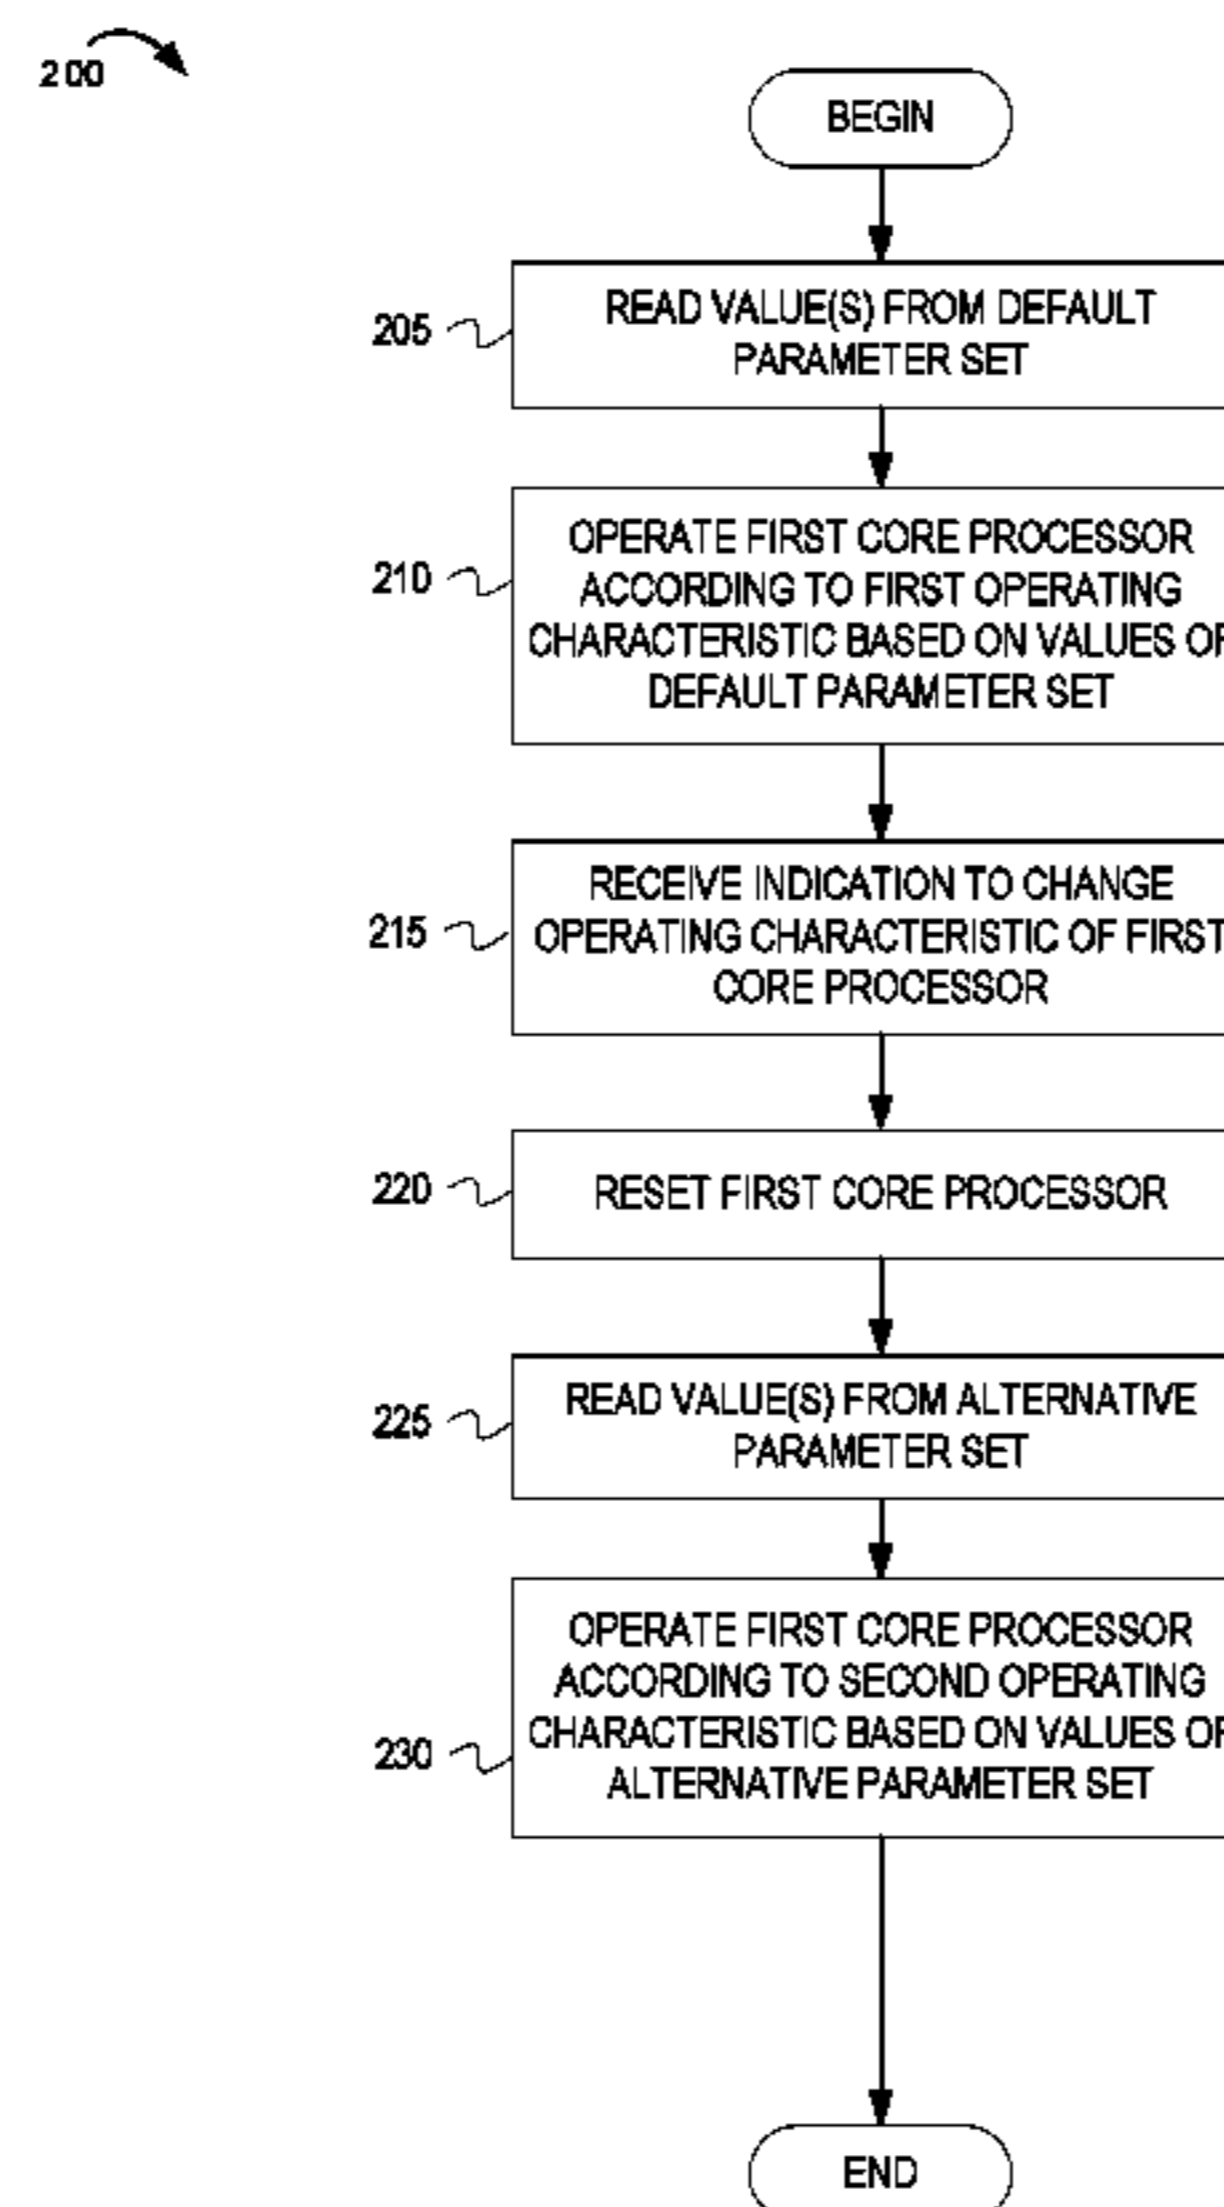 200
BEGIN
205
READ VALUE(S) FROM DEFAULT
PARAMETER SET
210
OPERATE FIRST CORE PROCESSOR
ACCORDING TO FIRST OPERATING
CHARACTERISTIC BASED ON VALUES OF
DEFAULT PARAMETER SET
215
RECEIVE INDICATION TO CHANGE
OPERATING CHARACTERISTIC OF FIRST
CORE PROCESSOR
220
RESET FIRST CORE PROCESSOR
225
READ VALUE(S) FROM ALTERNATIVE
PARAMETER SET
230
OPERATE FIRST CORE PROCESSOR
ACCORDING TO SECOND OPERATING
CHARACTERISTIC BASED ON VALUES OF
ALTERNATIVE PARAMETER SET
END